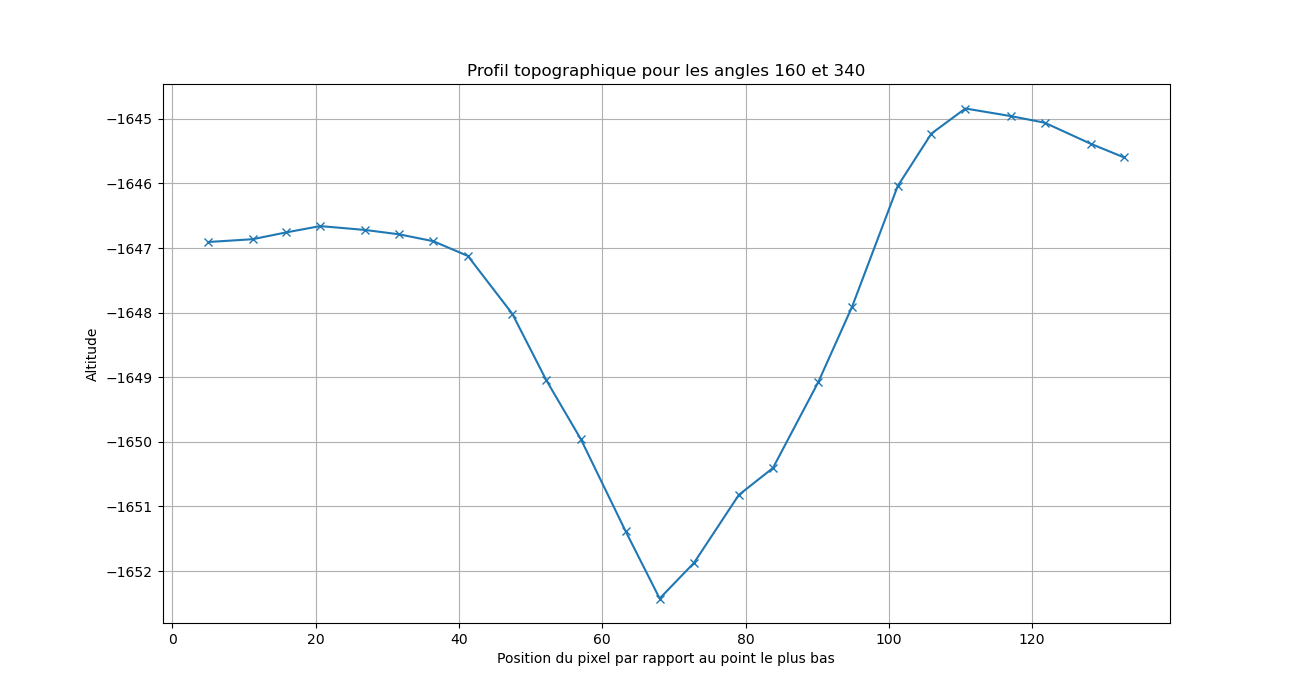 Profil topographique pour les angles 160 et 340
Altitude
−1645
−1646
−1647
−1648
−1649
−1650
−1651
−1652
0 20 40 60 80 100 120
Position du pixel par rapport au point le plus bas